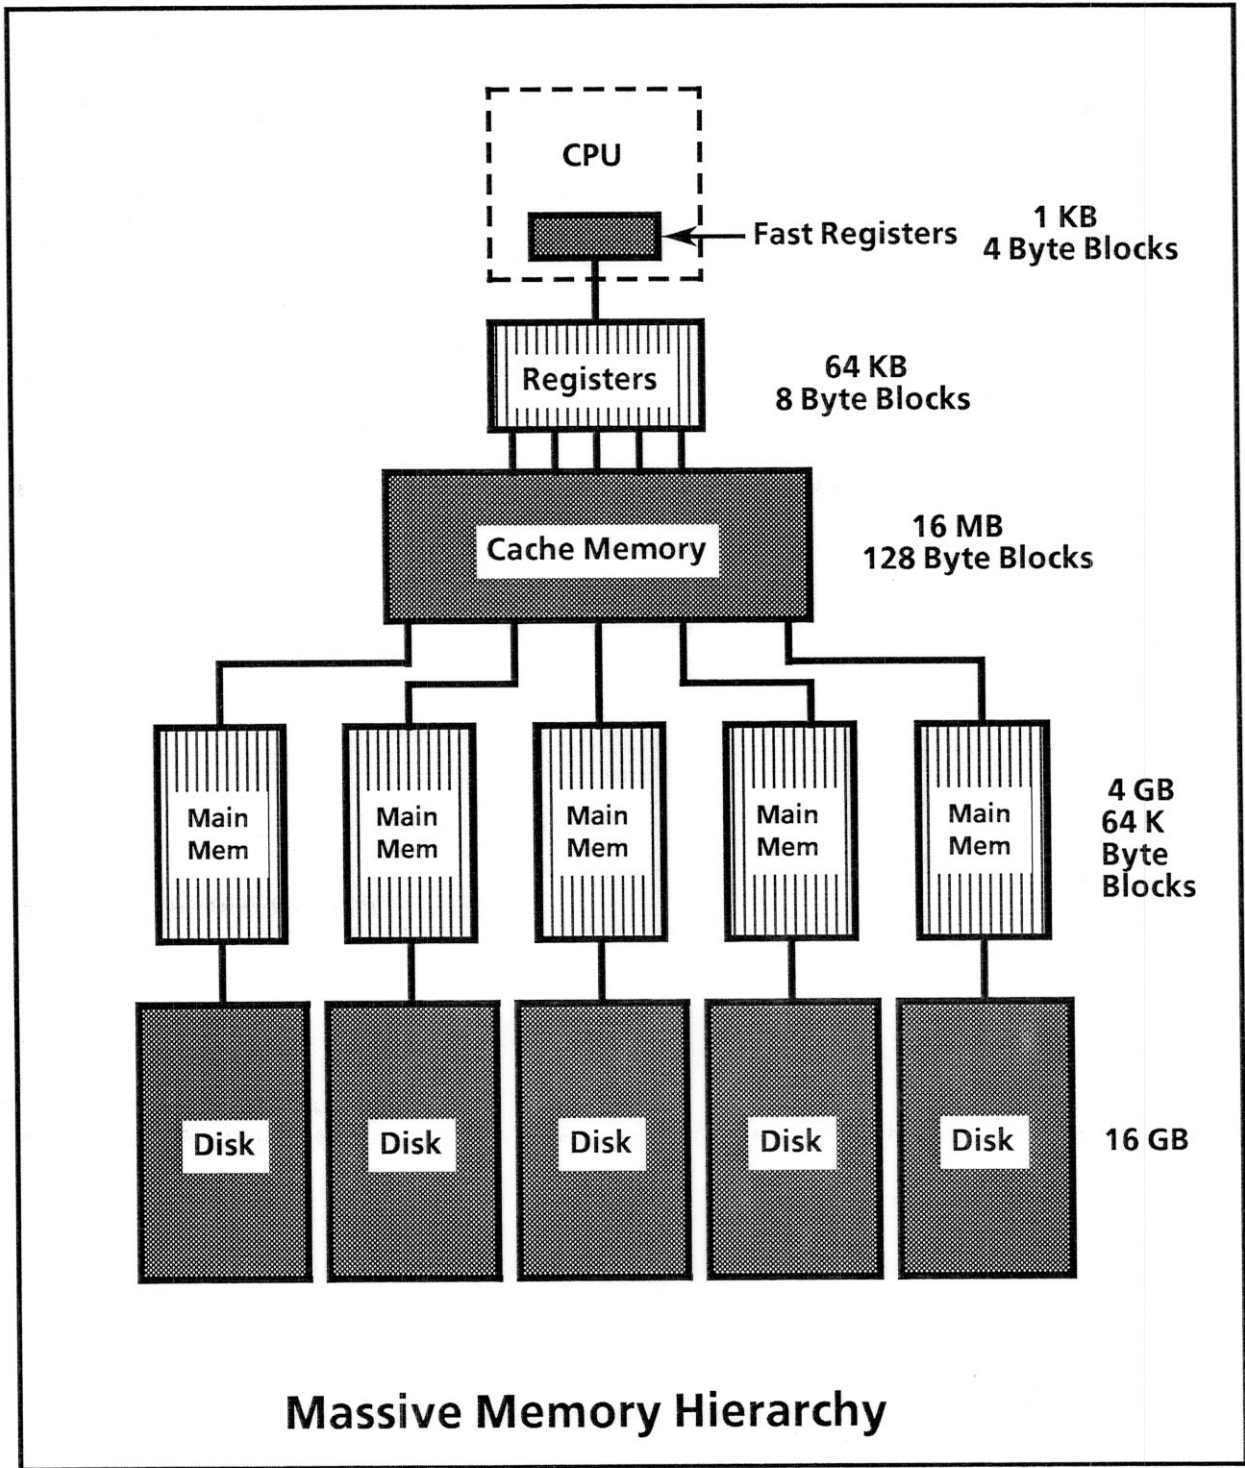 CPU
Fast Registers
1 KB
4 Byte Blocks
Registers
64 KB
8 Byte Blocks
Cache Memory
16 MB
128 Byte Blocks
Main
Mem
Main
Mem
Main
Mem
Main
Mem
Main
Mem
4 GB
64 K
Byte
Blocks
Disk
Disk
Disk
Disk
Disk
16 GB
Massive Memory Hierarchy